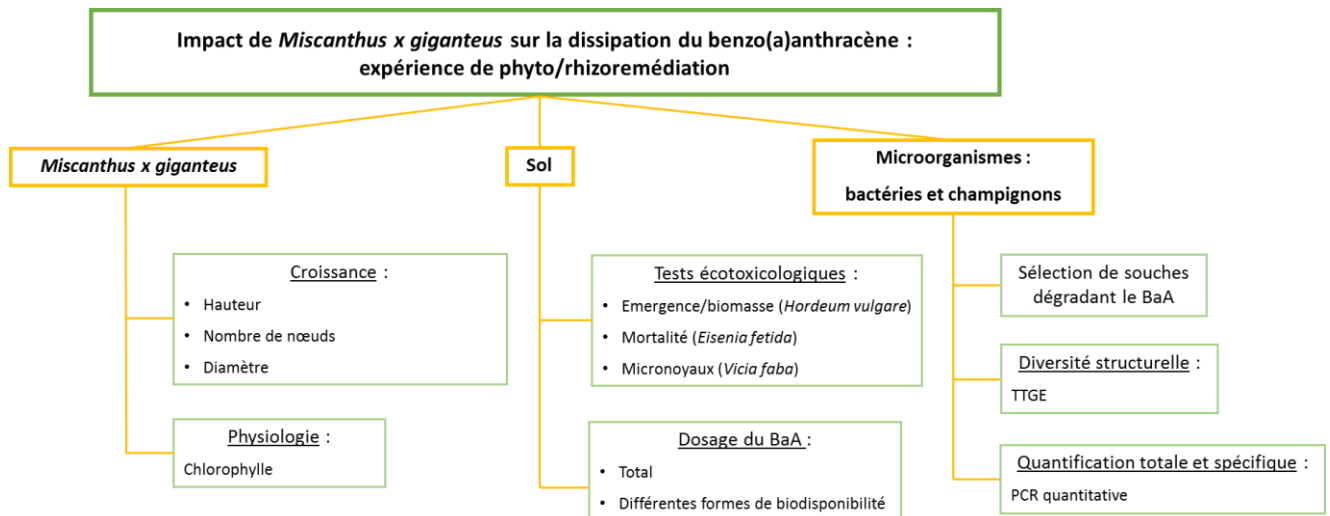 Impact de Miscanthus x giganteus sur la dissipation du benzo(a)anthracène :
expérience de phyto/rhizoremédiation
Miscanthus x giganteus
Sol
Microorganismes :
bactéries et champignons
Croissance :
• Hauteur
• Nombre de nœuds
• Diamètre
Physiologie :
Chlorophylle
Tests écotoxicologiques :
• Emergence/biomasse (Hordeum vulgare)
• Mortalité (Eisenia fetida)
• Micronoyaux (Vicia faba)
Dosage du BaA :
• Total
• Différentes formes de biodisponibilité
Sélection de souches
dégradant le BaA
Diversité structurelle :
TTGE
Quantification totale et spécifique :
PCR quantitative